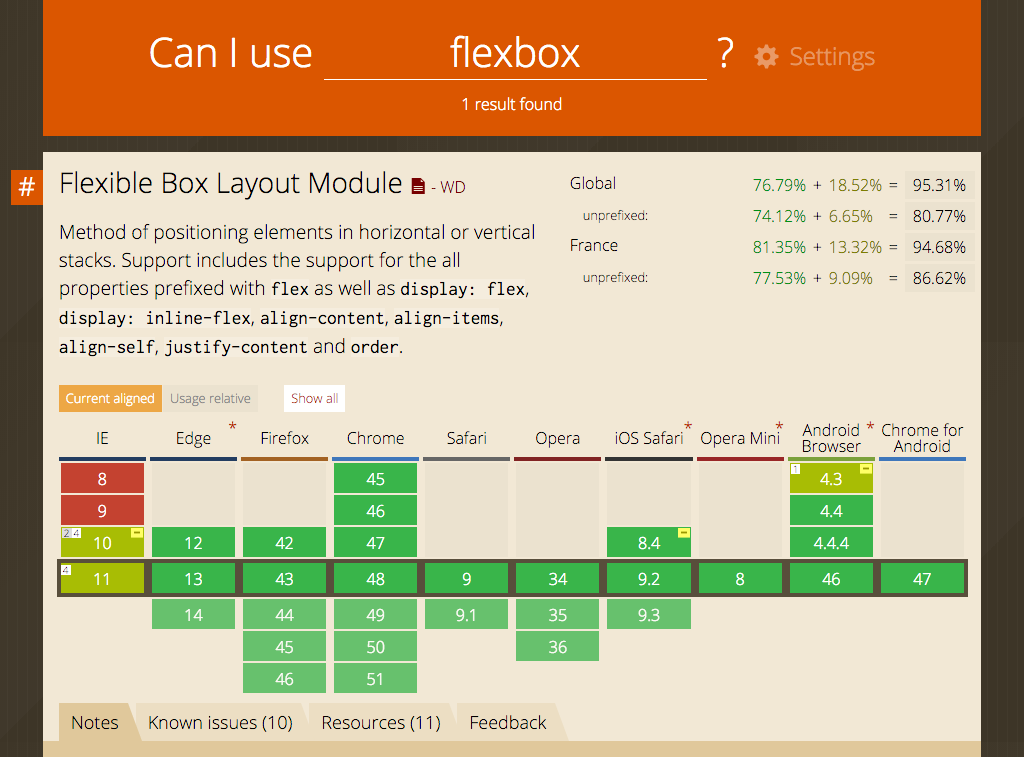 Can I use flexbox ? Settings
1 result found
#
Flexible Box Layout Module - WD
Method of positioning elements in horizontal or vertical
stacks. Support includes the support for the all
properties prefixed with flex as well as display: flex,
display: inline-flex, align-content, align-items,
align-self, justify-content and order.
Global 76.79% + 18.52% = 95.31%
unprefixed: 74.12% + 6.65% = 80.77%
France 81.35% + 13.32% = 94.68%
unprefixed: 77.53% + 9.09% = 86.62%
Current aligned Usage relative Show all
IE Edge * Firefox Chrome Safari Opera iOS Safari * Opera Mini * Android Browser * Chrome for Android
8 45 1 4.3
9 46 4.4
2 4 10 12 42 47 8.4 4.4.4
4 11 13 43 48 9 34 9.2 8 46 47
14 44 49 9.1 35 9.3
45 50 36
46 51
Notes Known issues (10) Resources (11) Feedback